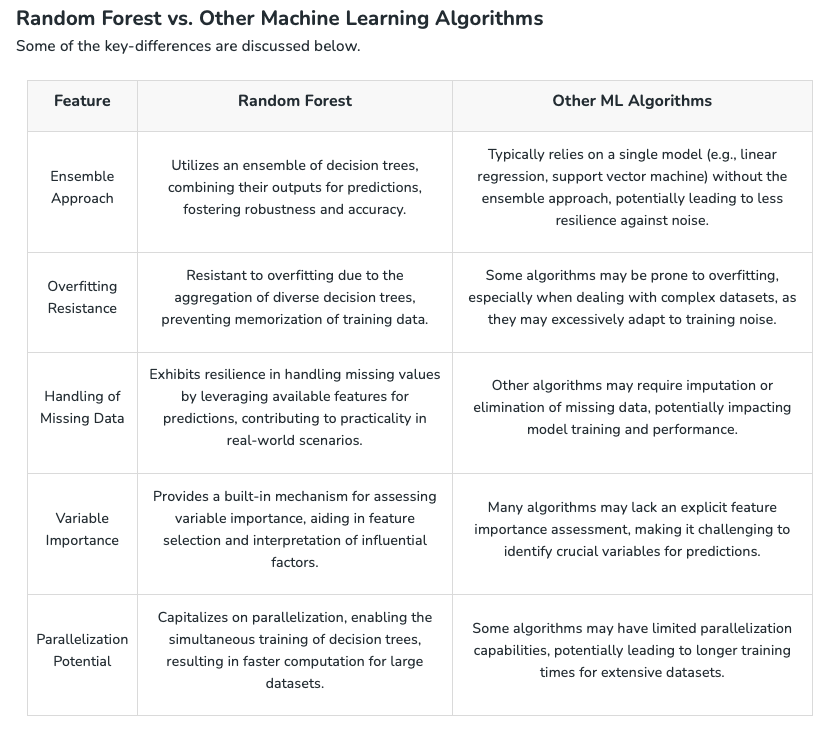 Random Forest vs. Other Machine Learning Algorithms
Some of the key-differences are discussed below.
Feature
Random Forest
Other ML Algorithms
Ensemble
Approach
Utilizes an ensemble of decision trees,
combining their outputs for predictions,
fostering robustness and accuracy.
Typically relies on a single model (e.g., linear
regression, support vector machine) without the
ensemble approach, potentially leading to less
resilience against noise.
Overfitting
Resistance
Resistant to overfitting due to the
aggregation of diverse decision trees,
preventing memorization of training data.
Some algorithms may be prone to overfitting,
especially when dealing with complex datasets, as
they may excessively adapt to training noise.
Handling of
Missing Data
Exhibits resilience in handling missing values
by leveraging available features for
predictions, contributing to practicality in
real-world scenarios.
Other algorithms may require imputation or
elimination of missing data, potentially impacting
model training and performance.
Variable
Importance
Provides a built-in mechanism for assessing
variable importance, aiding in feature
selection and interpretation of influential
factors.
Many algorithms may lack an explicit feature
importance assessment, making it challenging to
identify crucial variables for predictions.
Parallelization
Potential
Capitalizes on parallelization, enabling the
simultaneous training of decision trees,
resulting in faster computation for large
datasets.
Some algorithms may have limited parallelization
capabilities, potentially leading to longer training
times for extensive datasets.